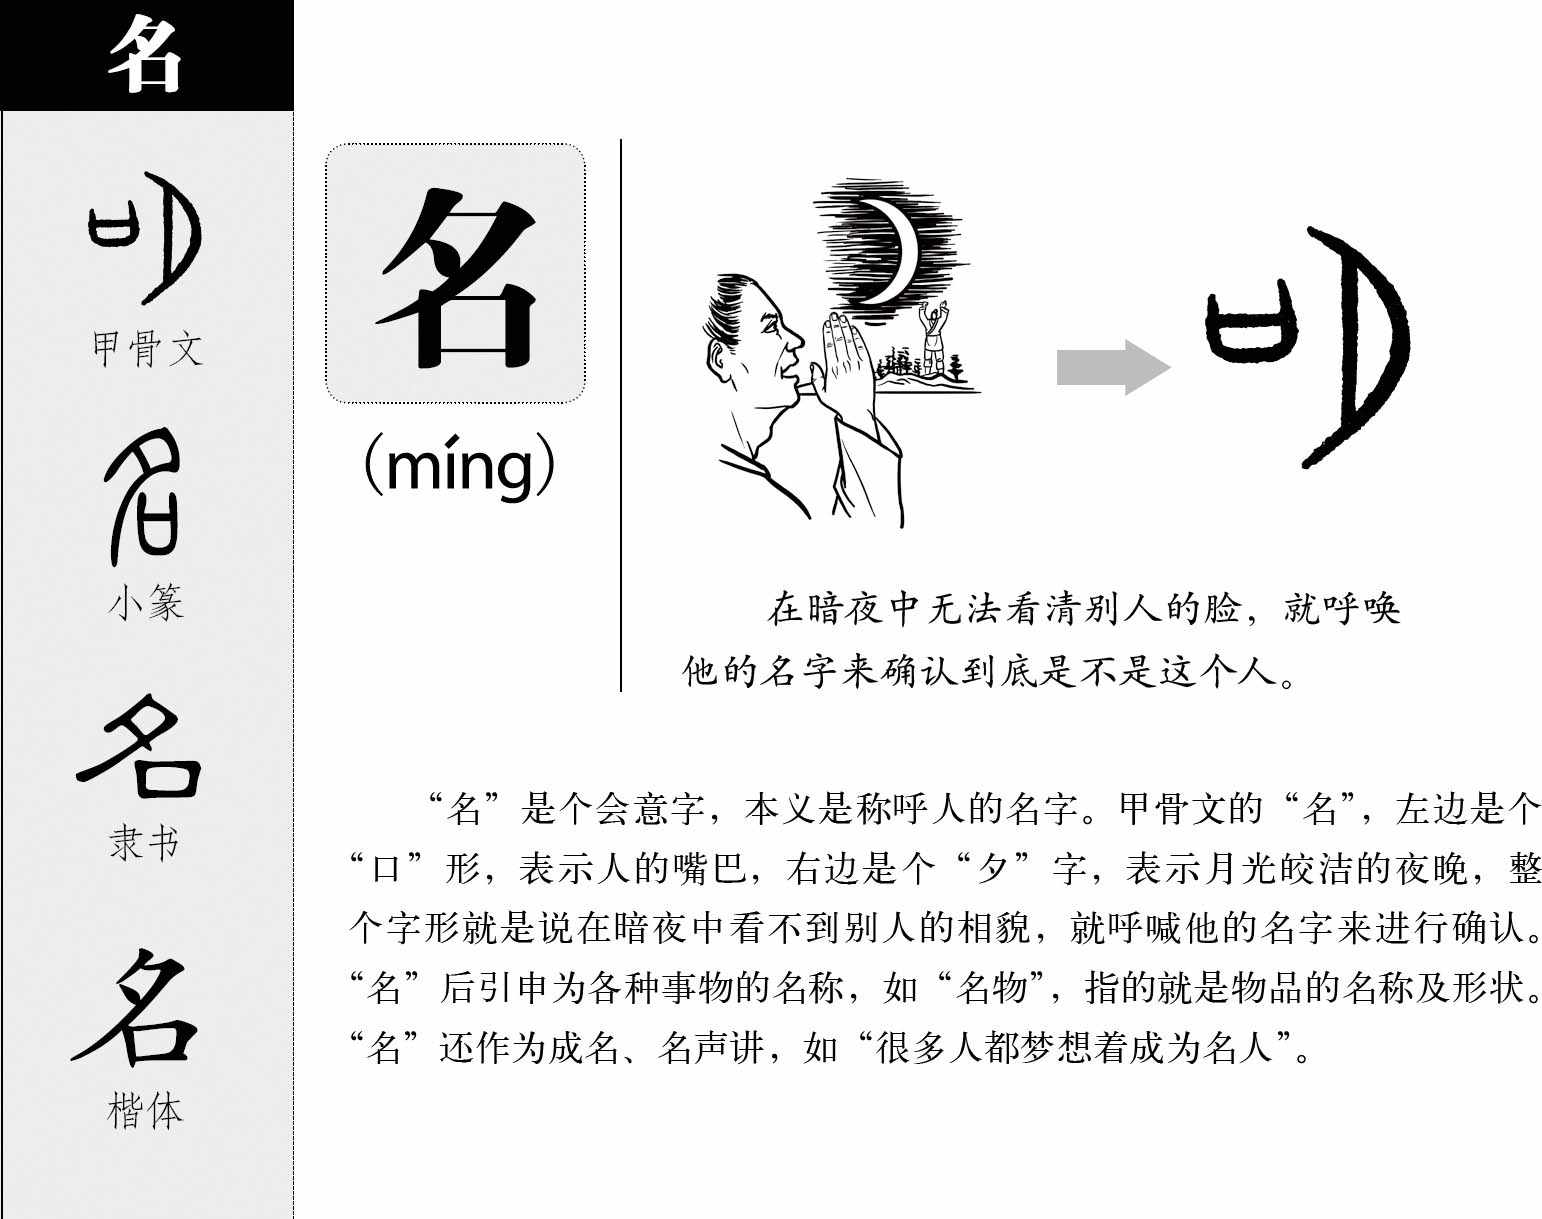 名
甲骨文
小篆
隶书
楷体
名
（míng）
在暗夜中无法看清别人的脸，就呼唤
他的名字来确认到底是不是这个人。
“名”是个会意字，本义是称呼人的名字。甲骨文的“名”，左边是个
“口”形，表示人的嘴巴，右边是个“夕”字，表示月光皎洁的夜晚，整
个字形就是说在暗夜中看不到别人的相貌，就呼喊他的名字来进行确认。
“名”后引申为各种事物的名称，如“名物”，指的就是物品的名称及形状。
“名”还作为成名、名声讲，如“很多人都梦想着成为名人”。